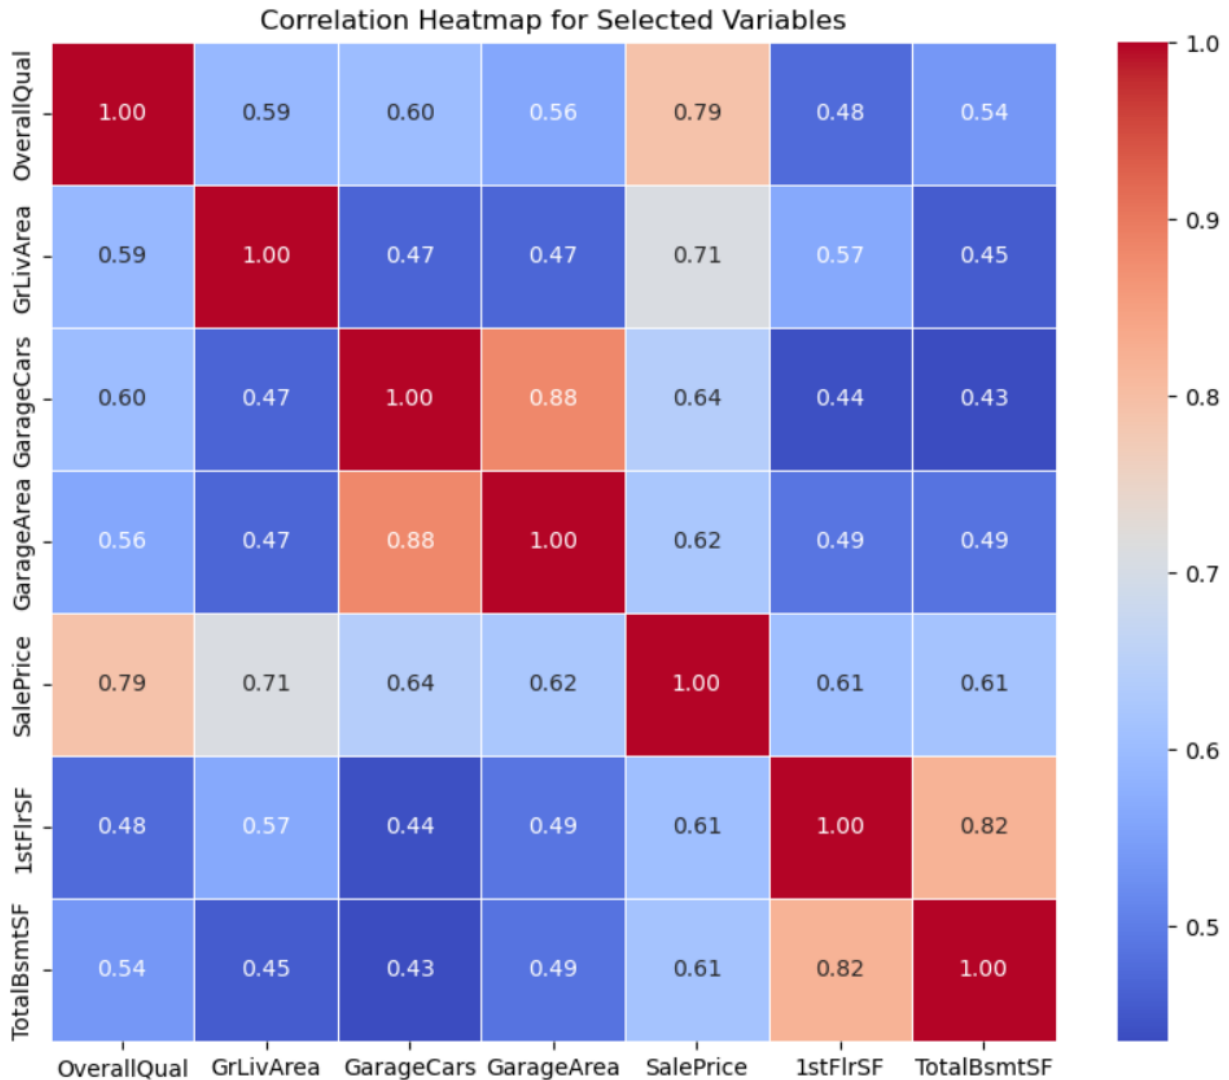 Correlation Heatmap for Selected Variables
OverallQual 1.00 0.59 0.60 0.56 0.79 0.48 0.54
GrLivArea 0.59 1.00 0.47 0.47 0.71 0.57 0.45
GarageCars 0.60 0.47 1.00 0.88 0.64 0.44 0.43
GarageArea 0.56 0.47 0.88 1.00 0.62 0.49 0.49
SalePrice 0.79 0.71 0.64 0.62 1.00 0.61 0.61
1stFlrSF 0.48 0.57 0.44 0.49 0.61 1.00 0.82
TotalBsmtSF 0.54 0.45 0.43 0.49 0.61 0.82 1.00
OverallQual GrLivArea GarageCars GarageArea SalePrice 1stFlrSF TotalBsmtSF
1.0
0.9
0.8
0.7
0.6
0.5